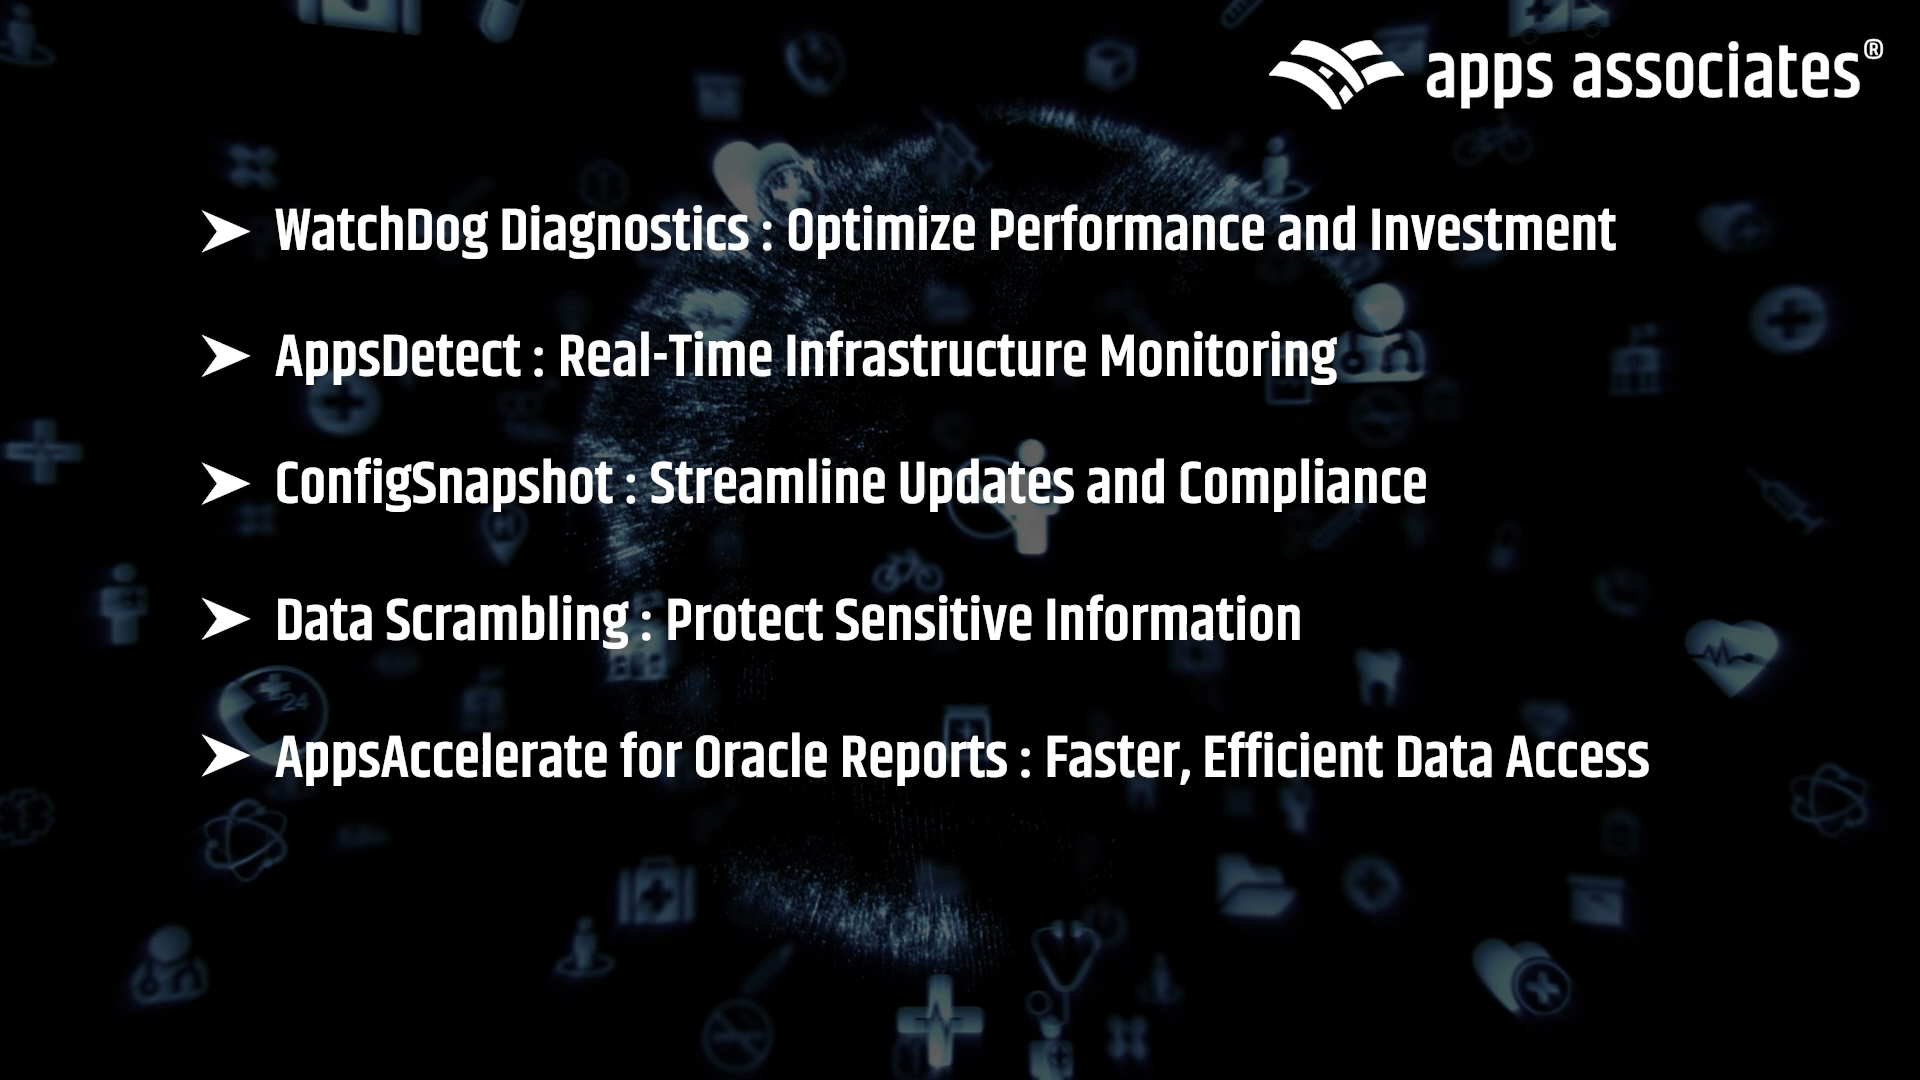 apps associates®
WatchDog Diagnostics : Optimize Performance and Investment
AppsDetect : Real-Time Infrastructure Monitoring
ConfigSnapshot : Streamline Updates and Compliance
Data Scrambling : Protect Sensitive Information
24
AppsAccelerate for Oracle Reports : Faster, Efficient Data Access